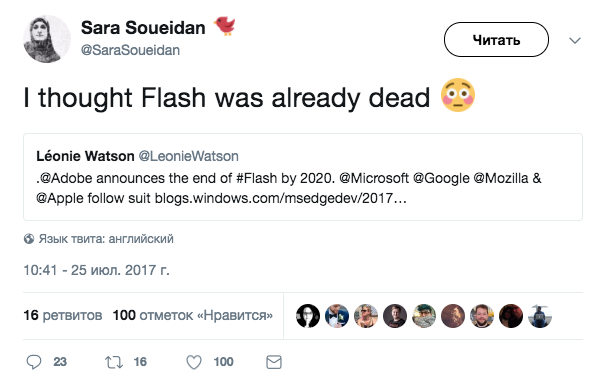 Sara Soueidan
@SaraSoueidan
Читать
I thought Flash was already dead
Léonie Watson @LeonieWatson
.@Adobe announces the end of #Flash by 2020. @Microsoft @Google @Mozilla &
@Apple follow suit blogs.windows.com/msedgedev/2017…
Язык твита: английский
10:41 - 25 июл. 2017 г.
16 ретвитов 100 отметок «Нравится»
23 16 100